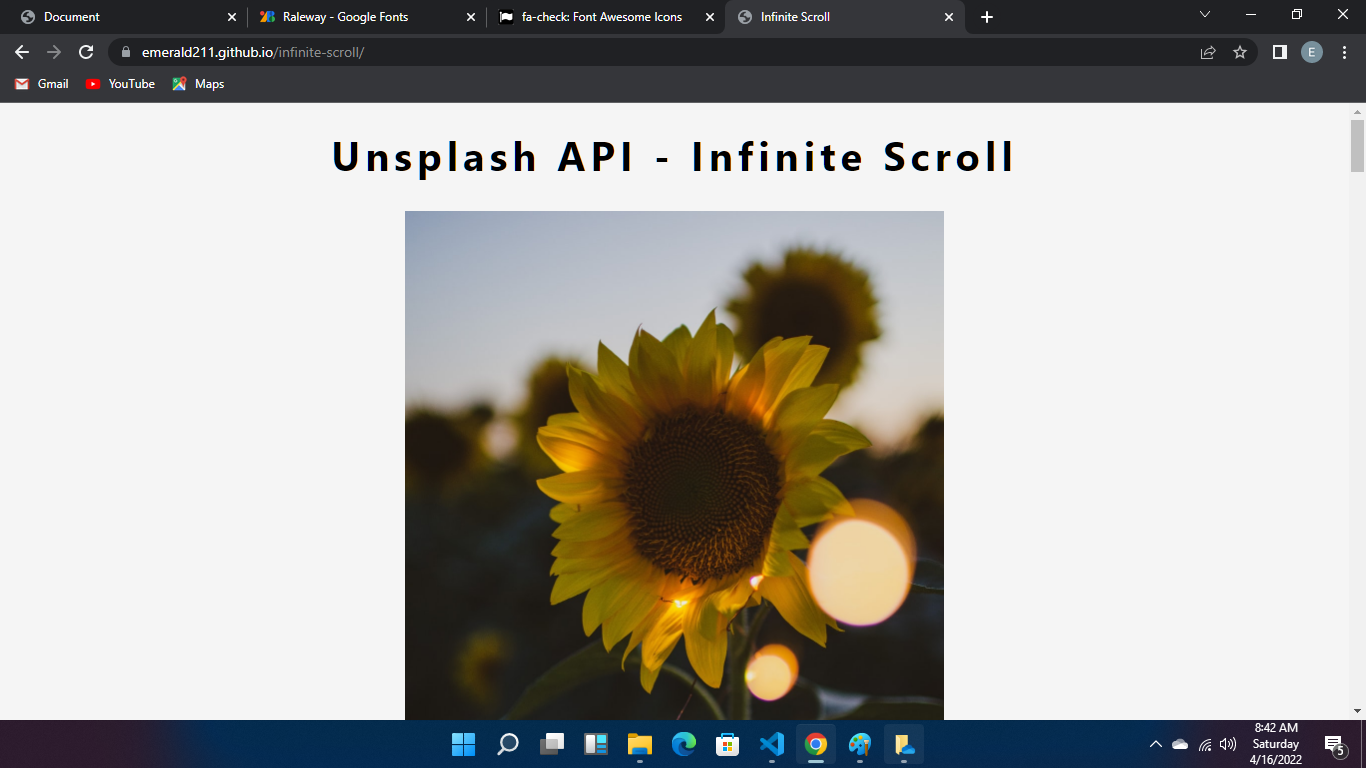 Document
Raleway - Google Fonts
fa-check: Font Awesome Icons
Infinite Scroll
emerald211.github.io/infinite-scroll/
E
Gmail
YouTube
Maps
Unsplash API - Infinite Scroll
8:42 AM
Saturday
4/16/2022
5